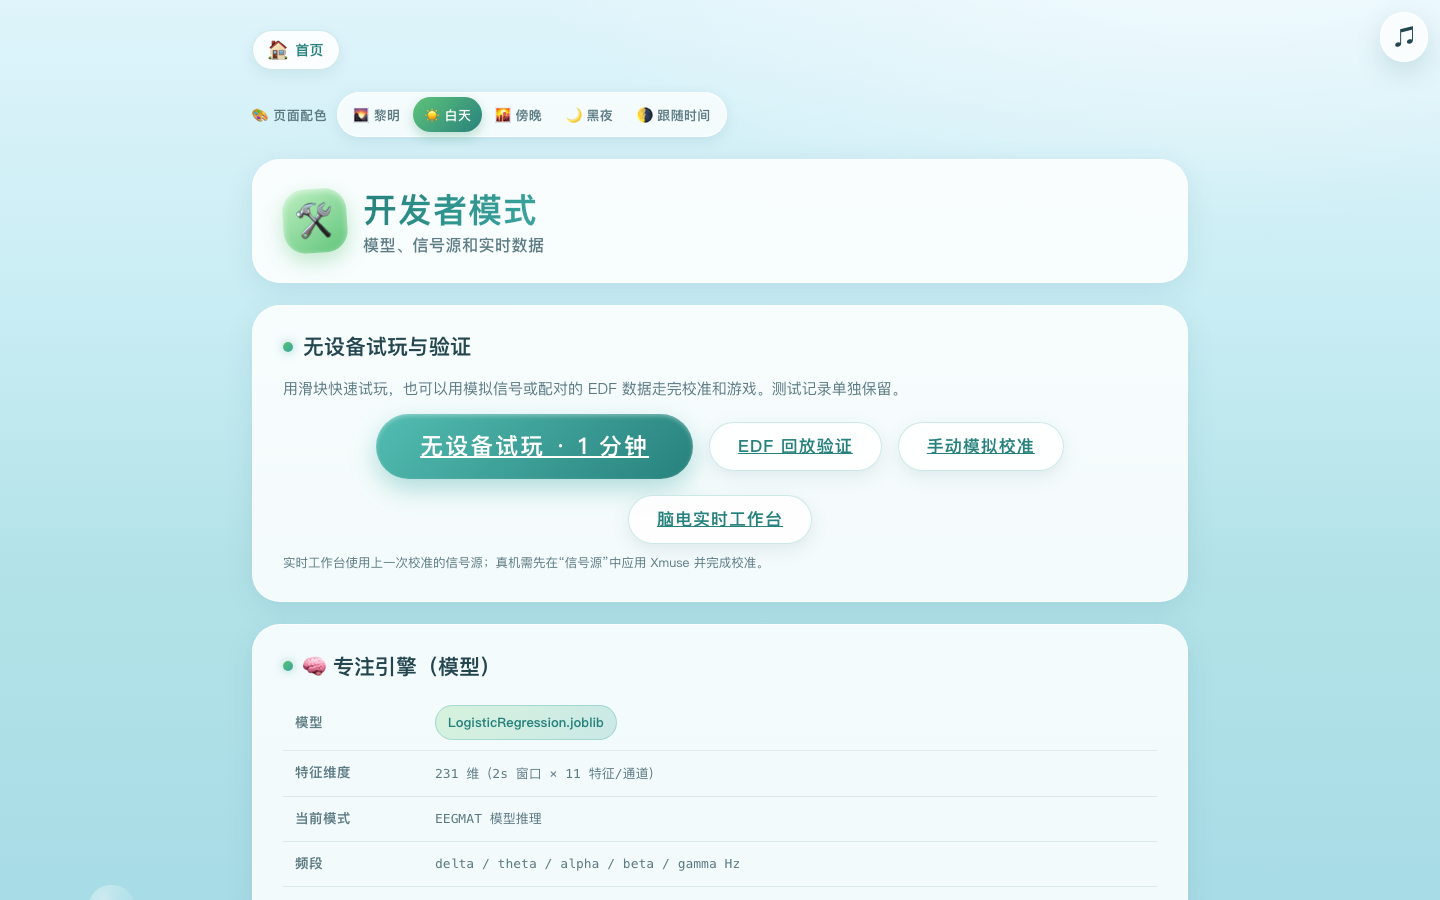 首页
页面配色 黎明 白天 傍晚 黑夜 跟随时间
开发者模式
模型、信号源和实时数据
无设备试玩与验证
用滑块快速试玩，也可以用模拟信号或配对的 EDF 数据走完校准和游戏。测试记录单独保留。
无设备试玩 · 1 分钟 EDF 回放验证 手动模拟校准
脑电实时工作台
实时工作台使用上一次校准的信号源；真机需先在“信号源”中应用 Xmuse 并完成校准。
专注引擎（模型）
模型 LogisticRegression.joblib
特征维度 231 维（2s 窗口 × 11 特征/通道）
当前模式 EEGMAT 模型推理
频段 delta / theta / alpha / beta / gamma Hz